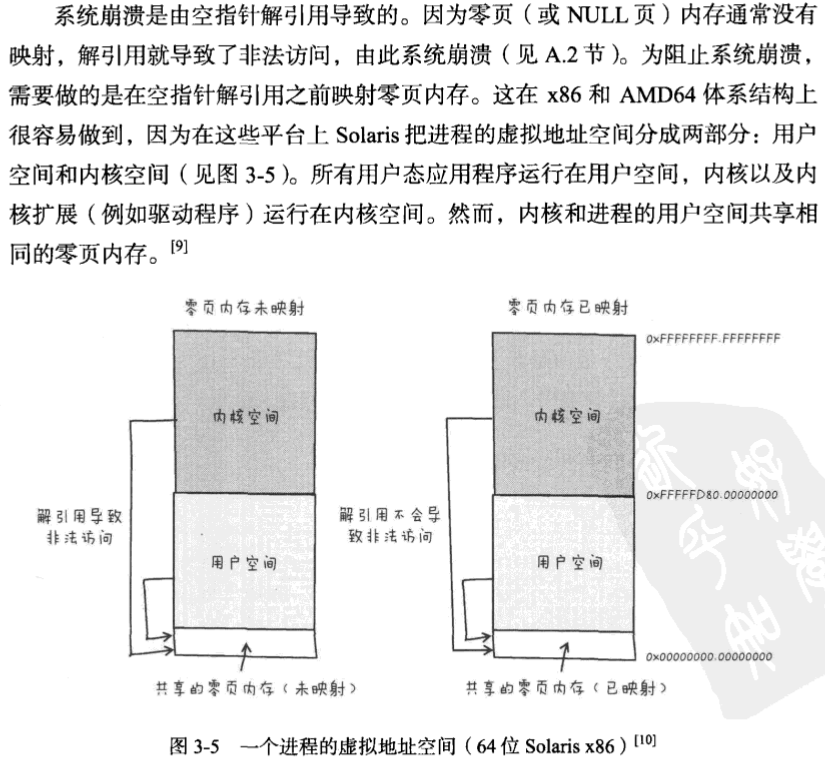 系统崩溃是由空指针解引用导致的。因为零页（或 NULL 页）内存通常没有
映射，解引用就导致了非法访问，由此系统崩溃（见 A.2 节）。为阻止系统崩溃，
需要做的是在空指针解引用之前映射零页内存。这在 x86 和 AMD64 体系结构上
很容易做到，因为在这些平台上 Solaris 把进程的虚拟地址空间分成两部分：用户
空间和内核空间（见图 3-5）。所有用户态应用程序运行在用户空间，内核以及内
核扩展（例如驱动程序）运行在内核空间。然而，内核和进程的用户空间共享相
同的零页内存。[9]
零页内存未映射
零页内存已映射
0xFFFFFFFF.FFFFFFFF
内核空间
内核空间
0xFFFFFD80.00000000
解引用导致
非法访问
解引用不会导
致非法访问
用户空间
用户空间
0x00000000.00000000
共享的零页内存（未映射）
共享的零页内存（已映射）
图 3-5 一个进程的虚拟地址空间（64 位 Solaris x86）[10]